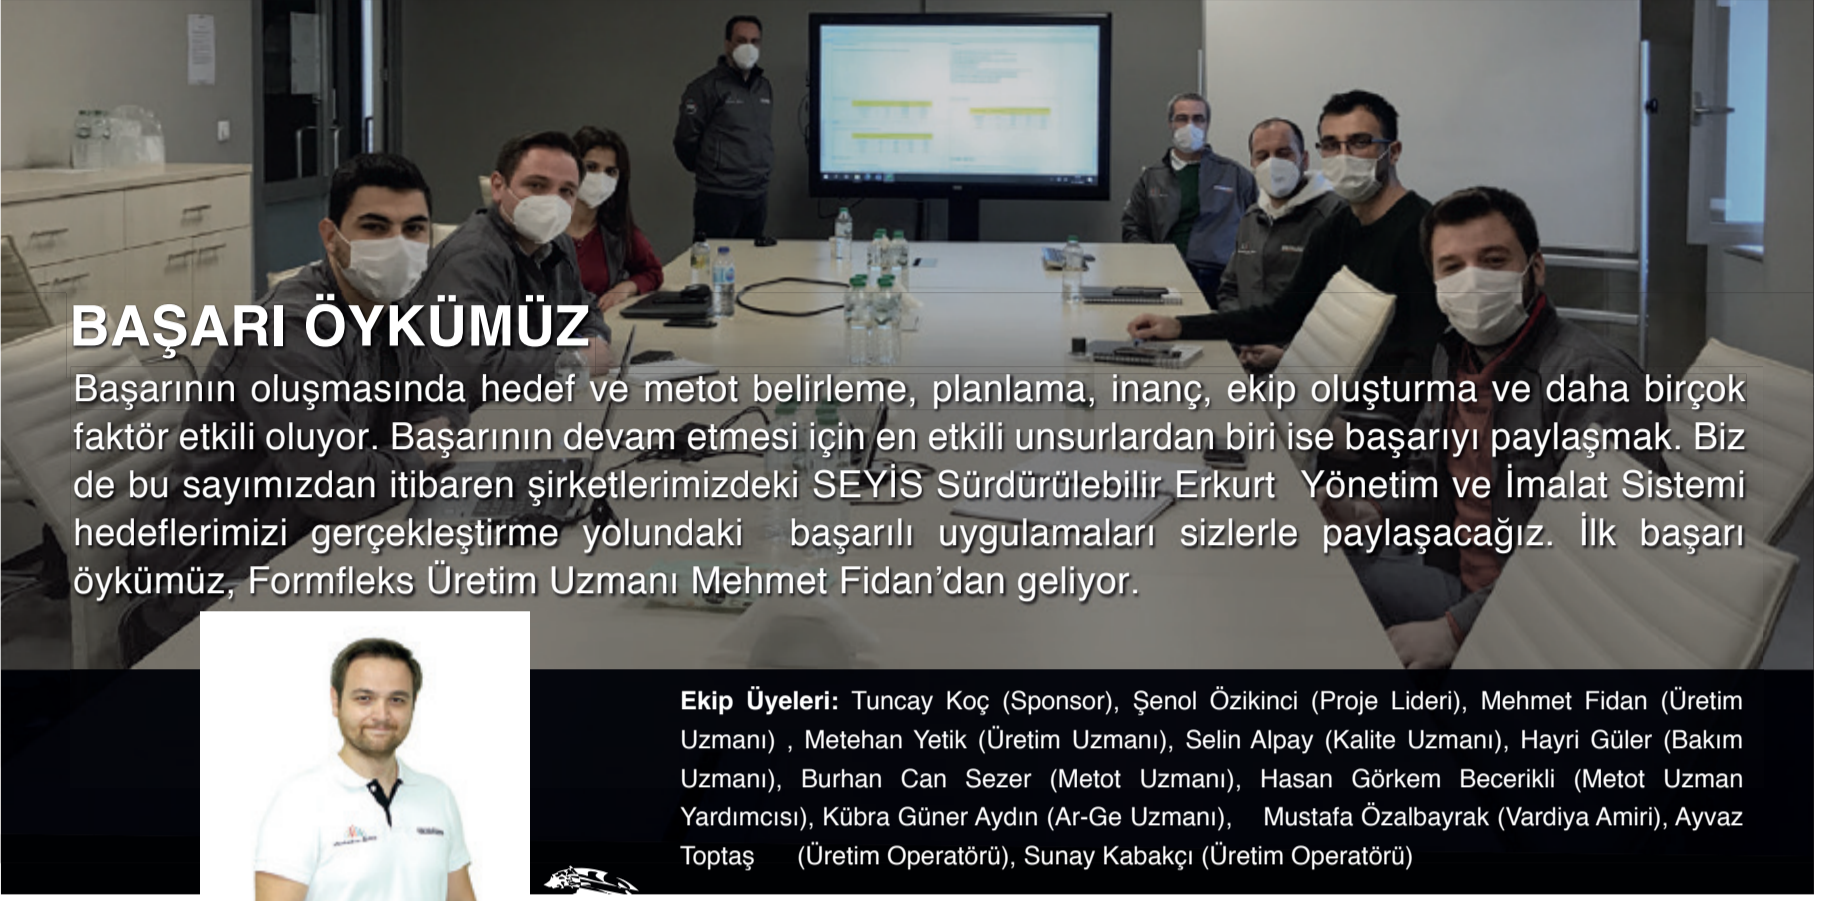 BAŞARI ÖYKÜMÜZ
Başarının oluşmasında hedef ve metot belirleme, planlama, inanç, ekip oluşturma ve daha birçok
faktör etkili oluyor. Başarının devam etmesi için en etkili unsurlardan biri ise başarıyı paylaşmak. Biz
de bu sayımızdan itibaren şirketlerimizdeki SEYİS Sürdürülebilir Erkurt Yönetim ve İmalat Sistemi
hedeflerimizi gerçekleştirme yolundaki başarılı uygulamaları sizlerle paylaşacağız. İlk başarı
öykümüz, Formfleks Üretim Uzmanı Mehmet Fidan’dan geliyor.
Ekip Üyeleri: Tuncay Koç (Sponsor), Şenol Özikinci (Proje Lideri), Mehmet Fidan (Üretim
Uzmanı) , Metehan Yetik (Üretim Uzmanı), Selin Alpay (Kalite Uzmanı), Hayri Güler (Bakım
Uzmanı), Burhan Can Sezer (Metot Uzmanı), Hasan Görkem Becerikli (Metot Uzman
Yardımcısı), Kübra Güner Aydın (Ar-Ge Uzmanı), Mustafa Özalbayrak (Vardiya Amiri), Ayvaz
Toptaş (Üretim Operatörü), Sunay Kabakçı (Üretim Operatörü)